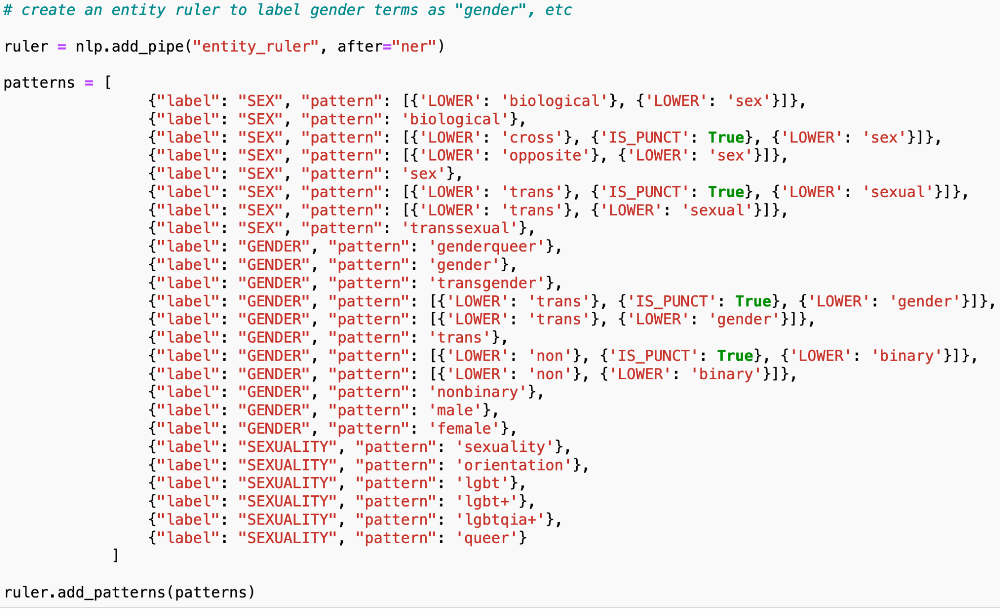 # create an entity ruler to label gender terms as "gender", etc
ruler = nlp.add_pipe("entity_ruler", after="ner")
patterns = [
{"label": "SEX", "pattern": [{'LOWER': 'biological'}, {'LOWER': 'sex'}]},
{"label": "SEX", "pattern": 'biological'},
{"label": "SEX", "pattern": [{'LOWER': 'cross'}, {'IS_PUNCT': True}, {'LOWER': 'sex'}]},
{"label": "SEX", "pattern": [{'LOWER': 'opposite'}, {'LOWER': 'sex'}]},
{"label": "SEX", "pattern": 'sex'},
{"label": "SEX", "pattern": [{'LOWER': 'trans'}, {'IS_PUNCT': True}, {'LOWER': 'sexual'}]},
{"label": "SEX", "pattern": [{'LOWER': 'trans'}, {'LOWER': 'sexual'}]},
{"label": "SEX", "pattern": 'transsexual'},
{"label": "GENDER", "pattern": 'genderqueer'},
{"label": "GENDER", "pattern": 'gender'},
{"label": "GENDER", "pattern": 'transgender'},
{"label": "GENDER", "pattern": [{'LOWER': 'trans'}, {'IS_PUNCT': True}, {'LOWER': 'gender'}]},
{"label": "GENDER", "pattern": [{'LOWER': 'trans'}, {'LOWER': 'gender'}]},
{"label": "GENDER", "pattern": 'trans'},
{"label": "GENDER", "pattern": [{'LOWER': 'non'}, {'IS_PUNCT': True}, {'LOWER': 'binary'}]},
{"label": "GENDER", "pattern": [{'LOWER': 'non'}, {'LOWER': 'binary'}]},
{"label": "GENDER", "pattern": 'nonbinary'},
{"label": "GENDER", "pattern": 'male'},
{"label": "GENDER", "pattern": 'female'},
{"label": "SEXUALITY", "pattern": 'sexuality'},
{"label": "SEXUALITY", "pattern": 'orientation'},
{"label": "SEXUALITY", "pattern": 'lgbt'},
{"label": "SEXUALITY", "pattern": 'lgbt+'},
{"label": "SEXUALITY", "pattern": 'lgbtqia+'},
{"label": "SEXUALITY", "pattern": 'queer'}
]
ruler.add_patterns(patterns)